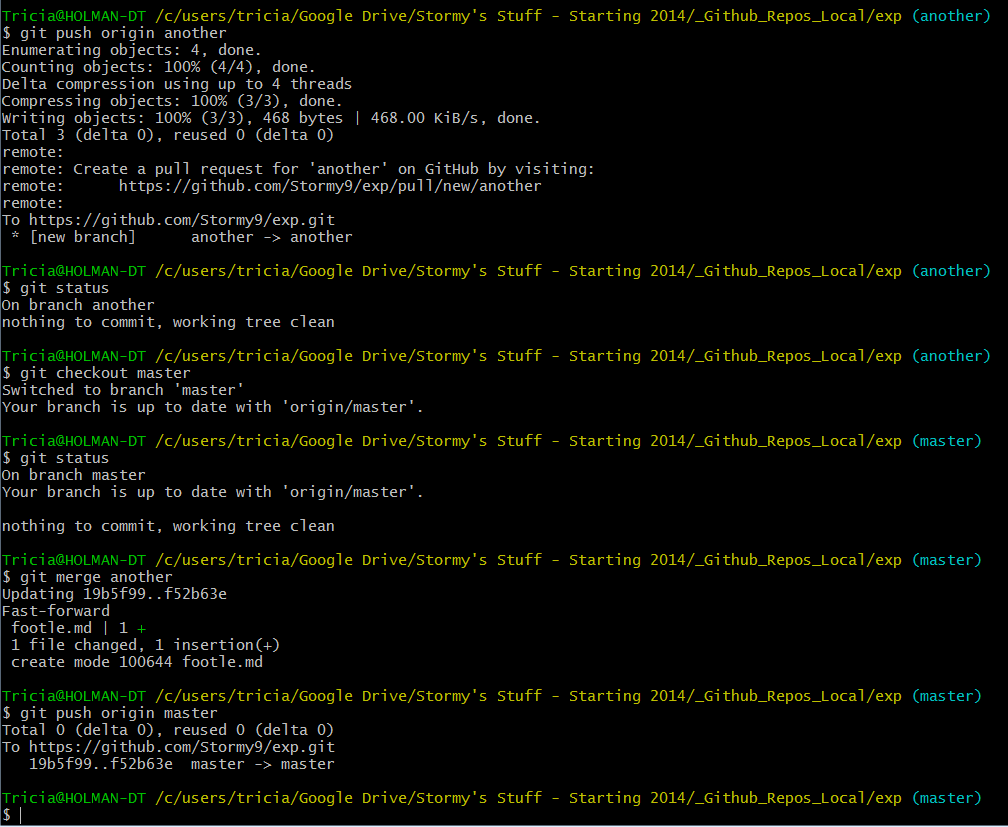 Tricia@HOLMAN-DT /c/users/tricia/Google Drive/Stormy's Stuff - Starting 2014/_Github_Repos_Local/exp (another)
$ git push origin another
Enumerating objects: 4, done.
Counting objects: 100% (4/4), done.
Delta compression using up to 4 threads
Compressing objects: 100% (3/3), done.
Writing objects: 100% (3/3), 468 bytes | 468.00 KiB/s, done.
Total 3 (delta 0), reused 0 (delta 0)
remote:
remote: Create a pull request for 'another' on GitHub by visiting:
remote:      https://github.com/Stormy9/exp/pull/new/another
remote:
To https://github.com/Stormy9/exp.git
 * [new branch]      another -> another

Tricia@HOLMAN-DT /c/users/tricia/Google Drive/Stormy's Stuff - Starting 2014/_Github_Repos_Local/exp (another)
$ git status
On branch another
nothing to commit, working tree clean

Tricia@HOLMAN-DT /c/users/tricia/Google Drive/Stormy's Stuff - Starting 2014/_Github_Repos_Local/exp (another)
$ git checkout master
Switched to branch 'master'
Your branch is up to date with 'origin/master'.

Tricia@HOLMAN-DT /c/users/tricia/Google Drive/Stormy's Stuff - Starting 2014/_Github_Repos_Local/exp (master)
$ git status
On branch master
Your branch is up to date with 'origin/master'.

nothing to commit, working tree clean

Tricia@HOLMAN-DT /c/users/tricia/Google Drive/Stormy's Stuff - Starting 2014/_Github_Repos_Local/exp (master)
$ git merge another
Updating 19b5f99..f52b63e
Fast-forward
 footle.md | 1 +
 1 file changed, 1 insertion(+)
 create mode 100644 footle.md

Tricia@HOLMAN-DT /c/users/tricia/Google Drive/Stormy's Stuff - Starting 2014/_Github_Repos_Local/exp (master)
$ git push origin master
Total 0 (delta 0), reused 0 (delta 0)
To https://github.com/Stormy9/exp.git
   19b5f99..f52b63e  master -> master

Tricia@HOLMAN-DT /c/users/tricia/Google Drive/Stormy's Stuff - Starting 2014/_Github_Repos_Local/exp (master)
$